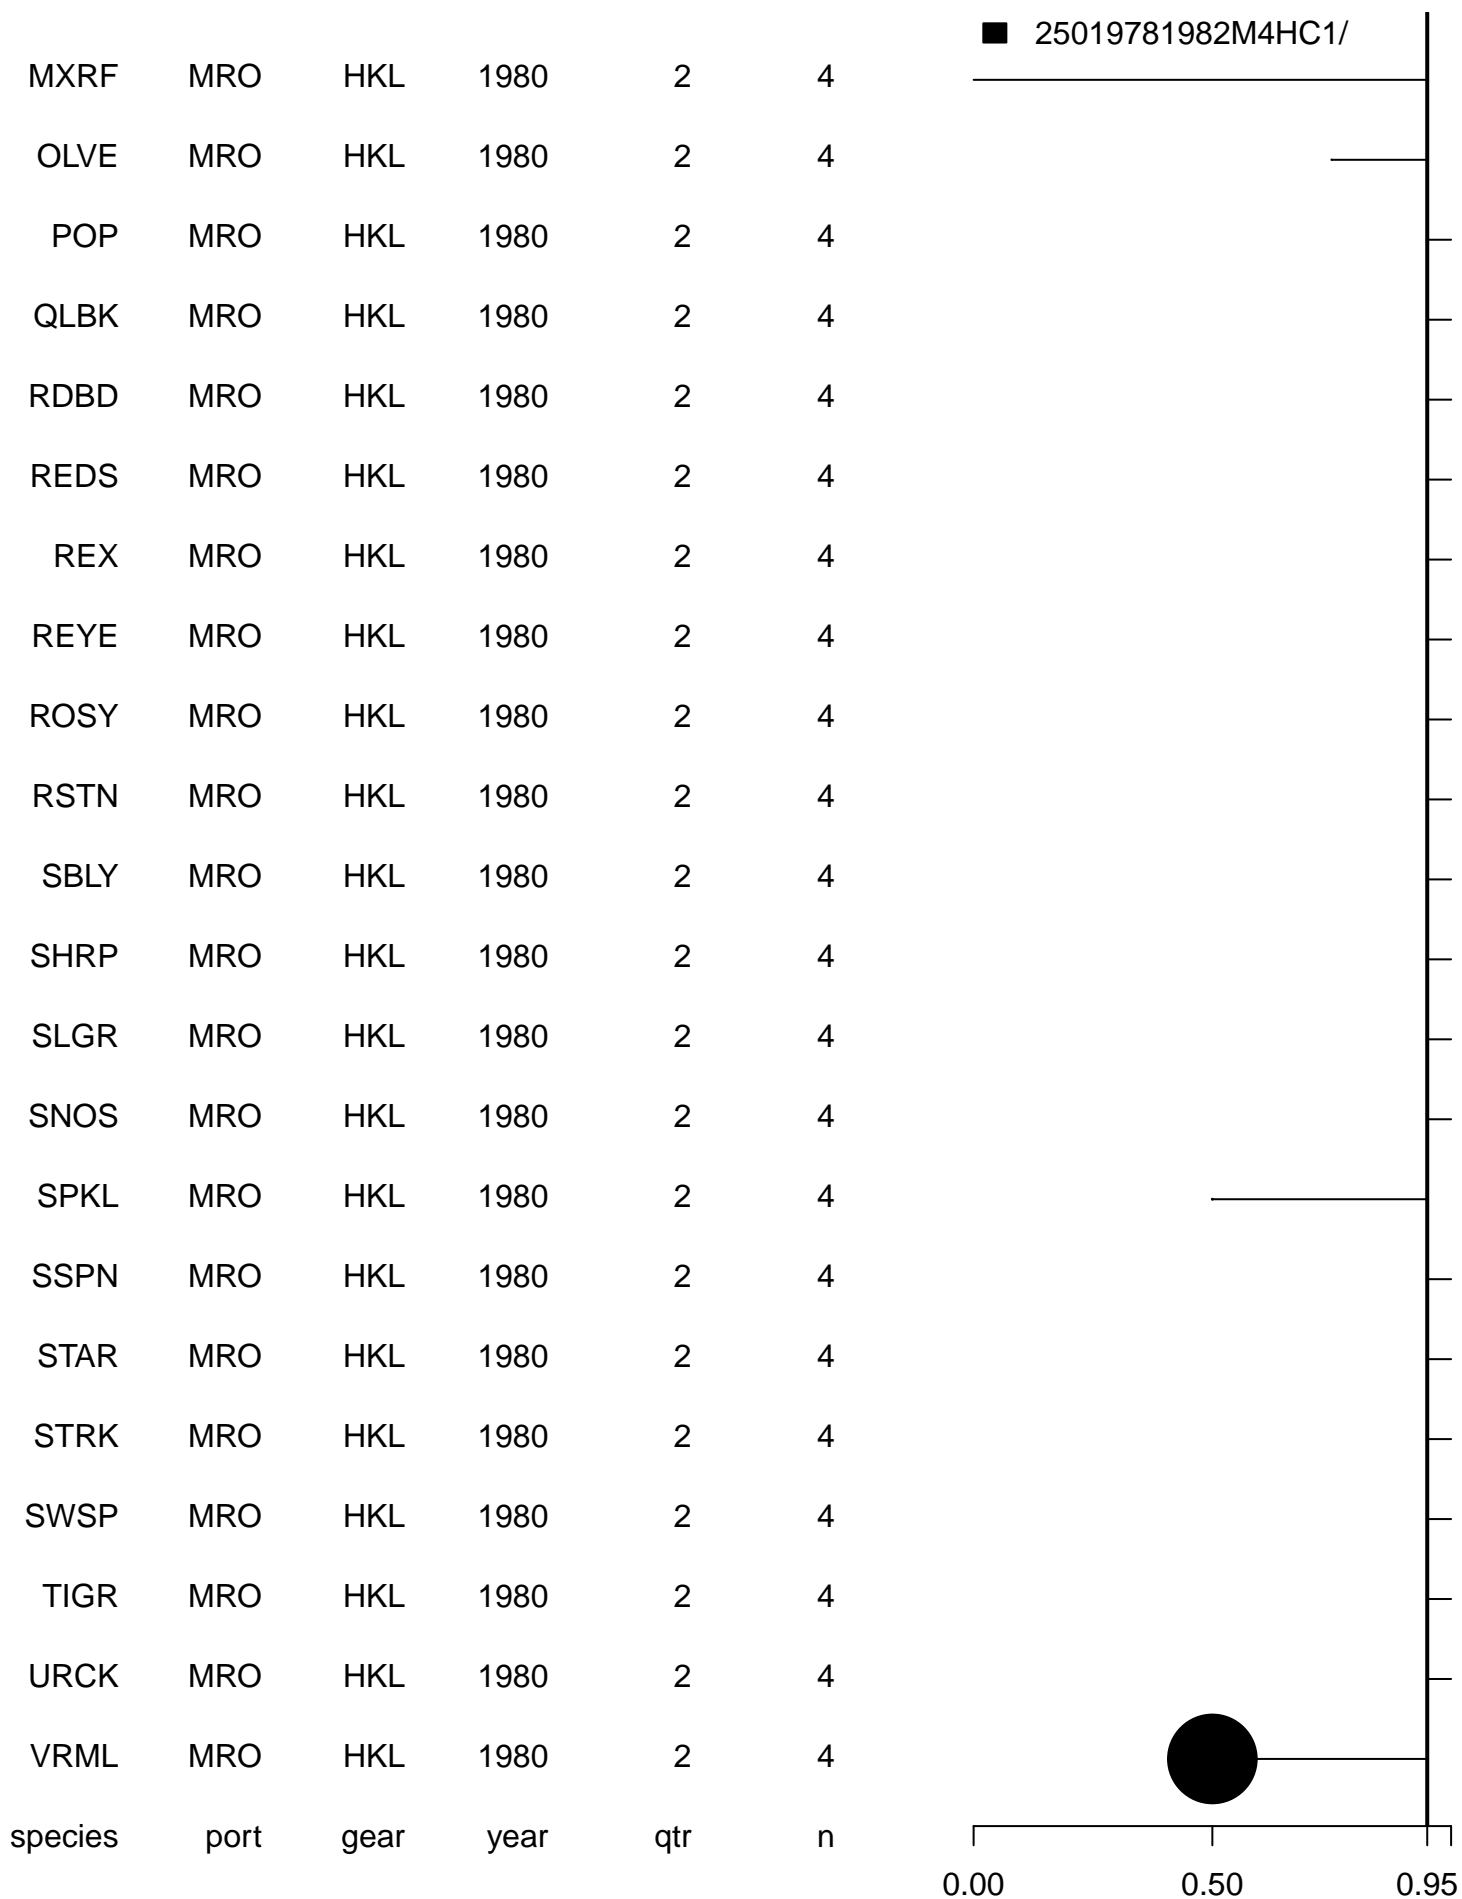 25019781982M4HC1/
MXRF MRO HKL 1980 2 4
OLVE MRO HKL 1980 2 4
POP MRO HKL 1980 2 4
QLBK MRO HKL 1980 2 4
RDBD MRO HKL 1980 2 4
REDS MRO HKL 1980 2 4
REX MRO HKL 1980 2 4
REYE MRO HKL 1980 2 4
ROSY MRO HKL 1980 2 4
RSTN MRO HKL 1980 2 4
SBLY MRO HKL 1980 2 4
SHRP MRO HKL 1980 2 4
SLGR MRO HKL 1980 2 4
SNOS MRO HKL 1980 2 4
SPKL MRO HKL 1980 2 4
SSPN MRO HKL 1980 2 4
STAR MRO HKL 1980 2 4
STRK MRO HKL 1980 2 4
SWSP MRO HKL 1980 2 4
TIGR MRO HKL 1980 2 4
URCK MRO HKL 1980 2 4
VRML MRO HKL 1980 2 4
species port gear year qtr n
0.00 0.50 0.95